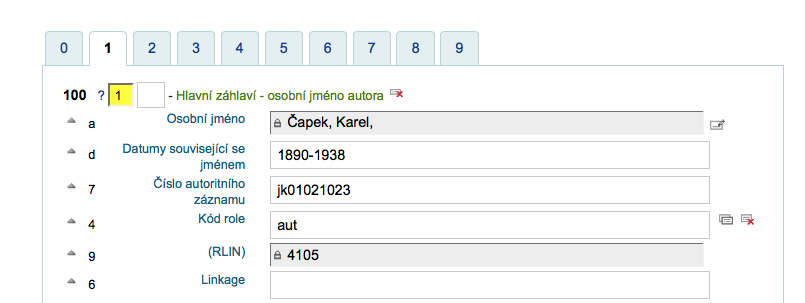 0 1 2 3 4 5 6 7 8 9
100 ? 1 - Hlavní záhlaví - osobní jméno autora
a Osobní jméno Čapek, Karel,
d Datumy související se jménem 1890-1938
7 Číslo autoritního záznamu jk01021023
4 Kód role aut
9 (RLIN) 4105
6 Linkage